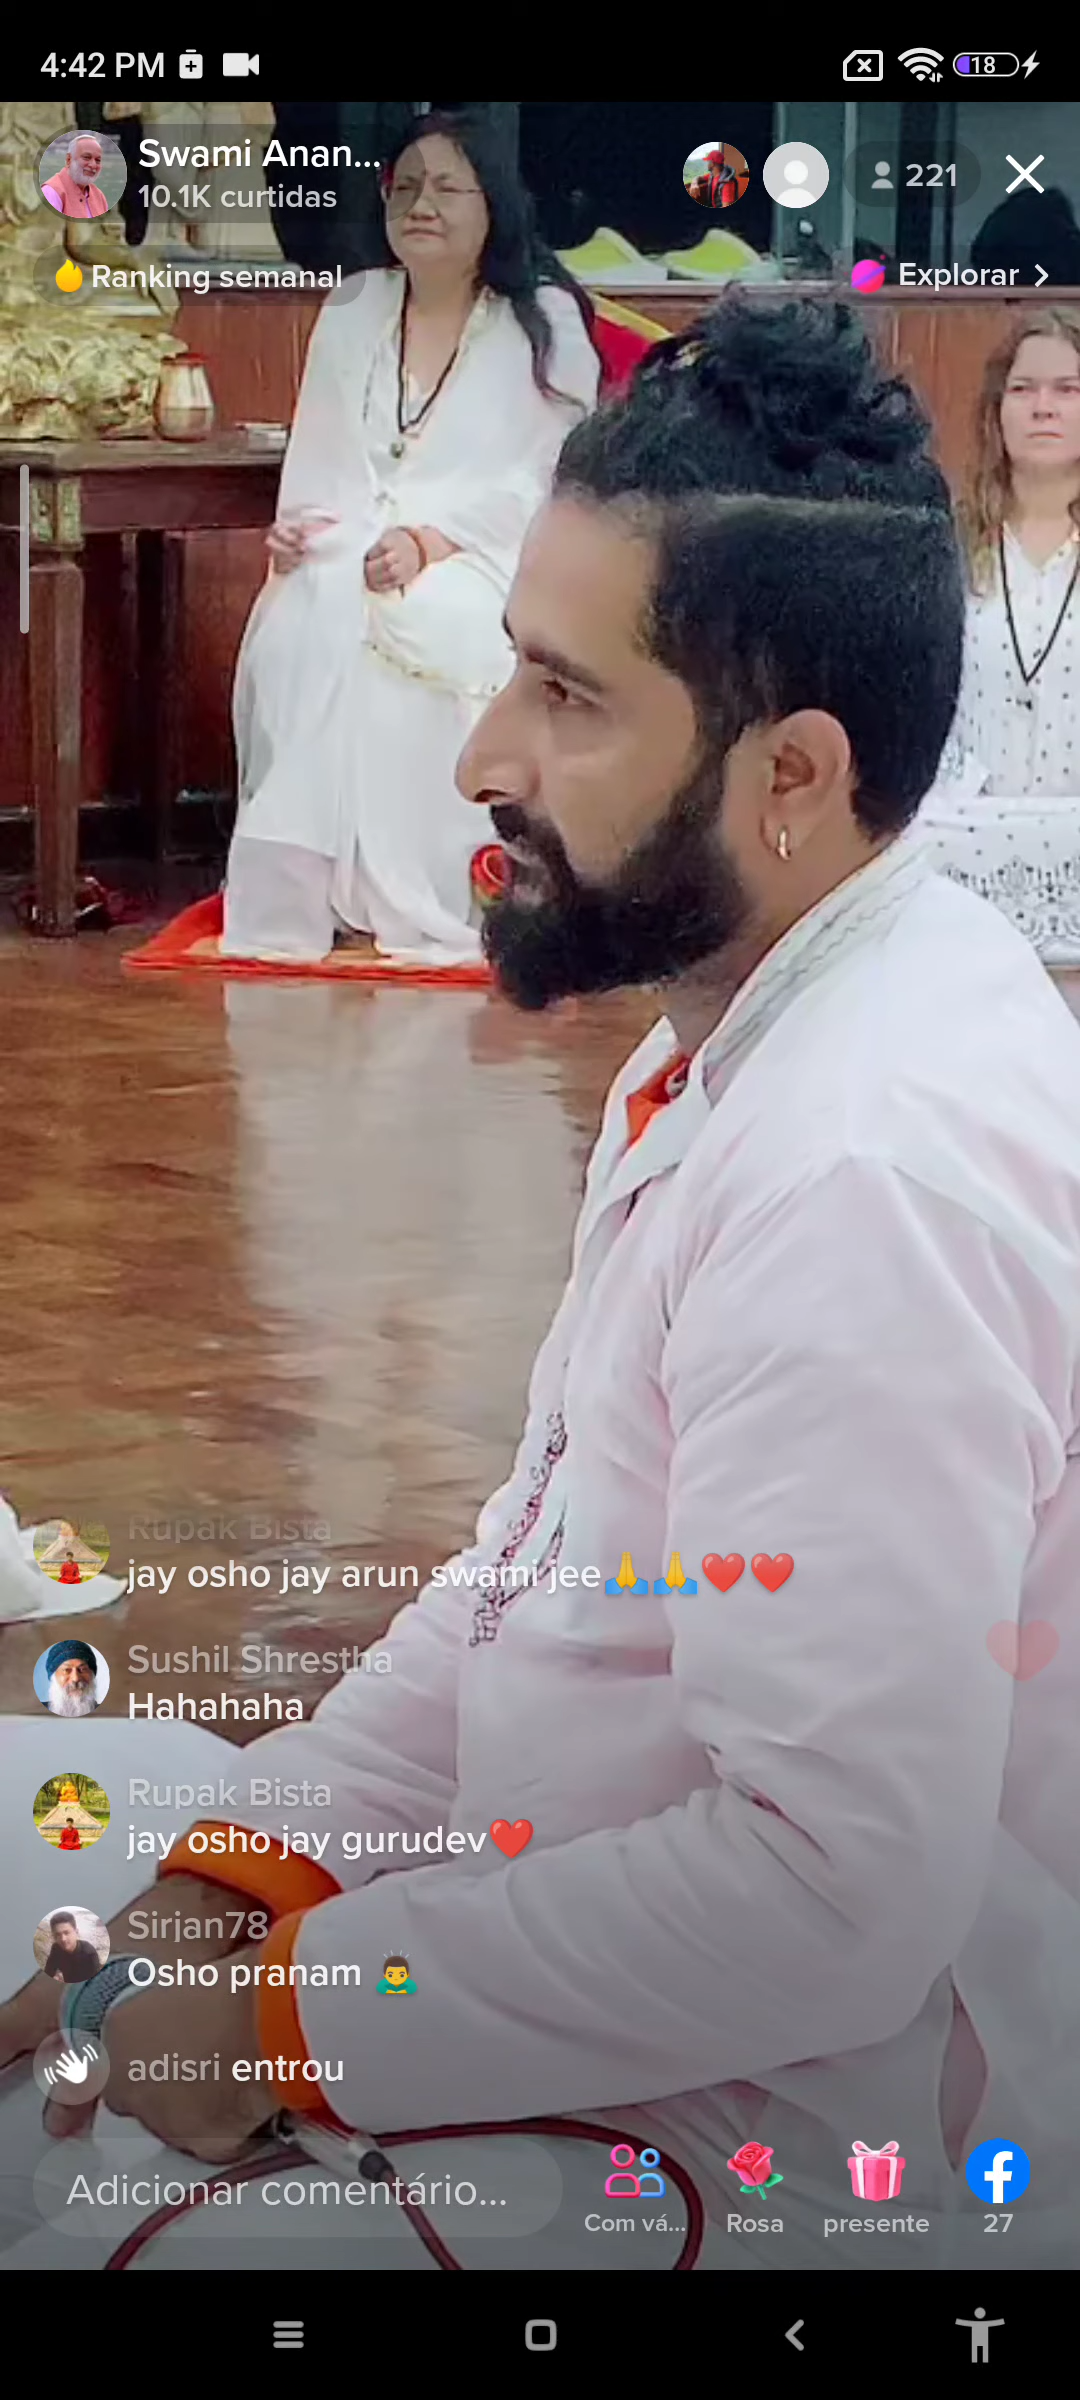 4:42 PM
18
Swami Anan...
10.1K curtidas
221
Ranking semanal
Explorar
Rupak Bista
jay osho jay arun swami jee🙏🙏❤️❤️
Sushil Shrestha
Hahahaha
Rupak Bista
jay osho jay gurudev❤️
Sirjan78
Osho pranam 🙇‍♂️
adisri entrou
Adicionar comentário...
Com vá...
Rosa
presente
27